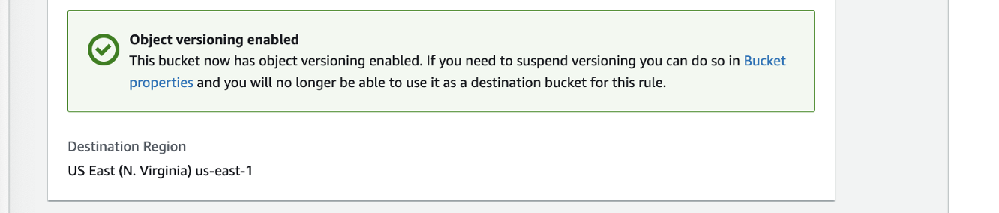 Object versioning enabled
This bucket now has object versioning enabled. If you need to suspend versioning you can do so in Bucket
properties and you will no longer be able to use it as a destination bucket for this rule.
Destination Region
US East (N. Virginia) us-east-1